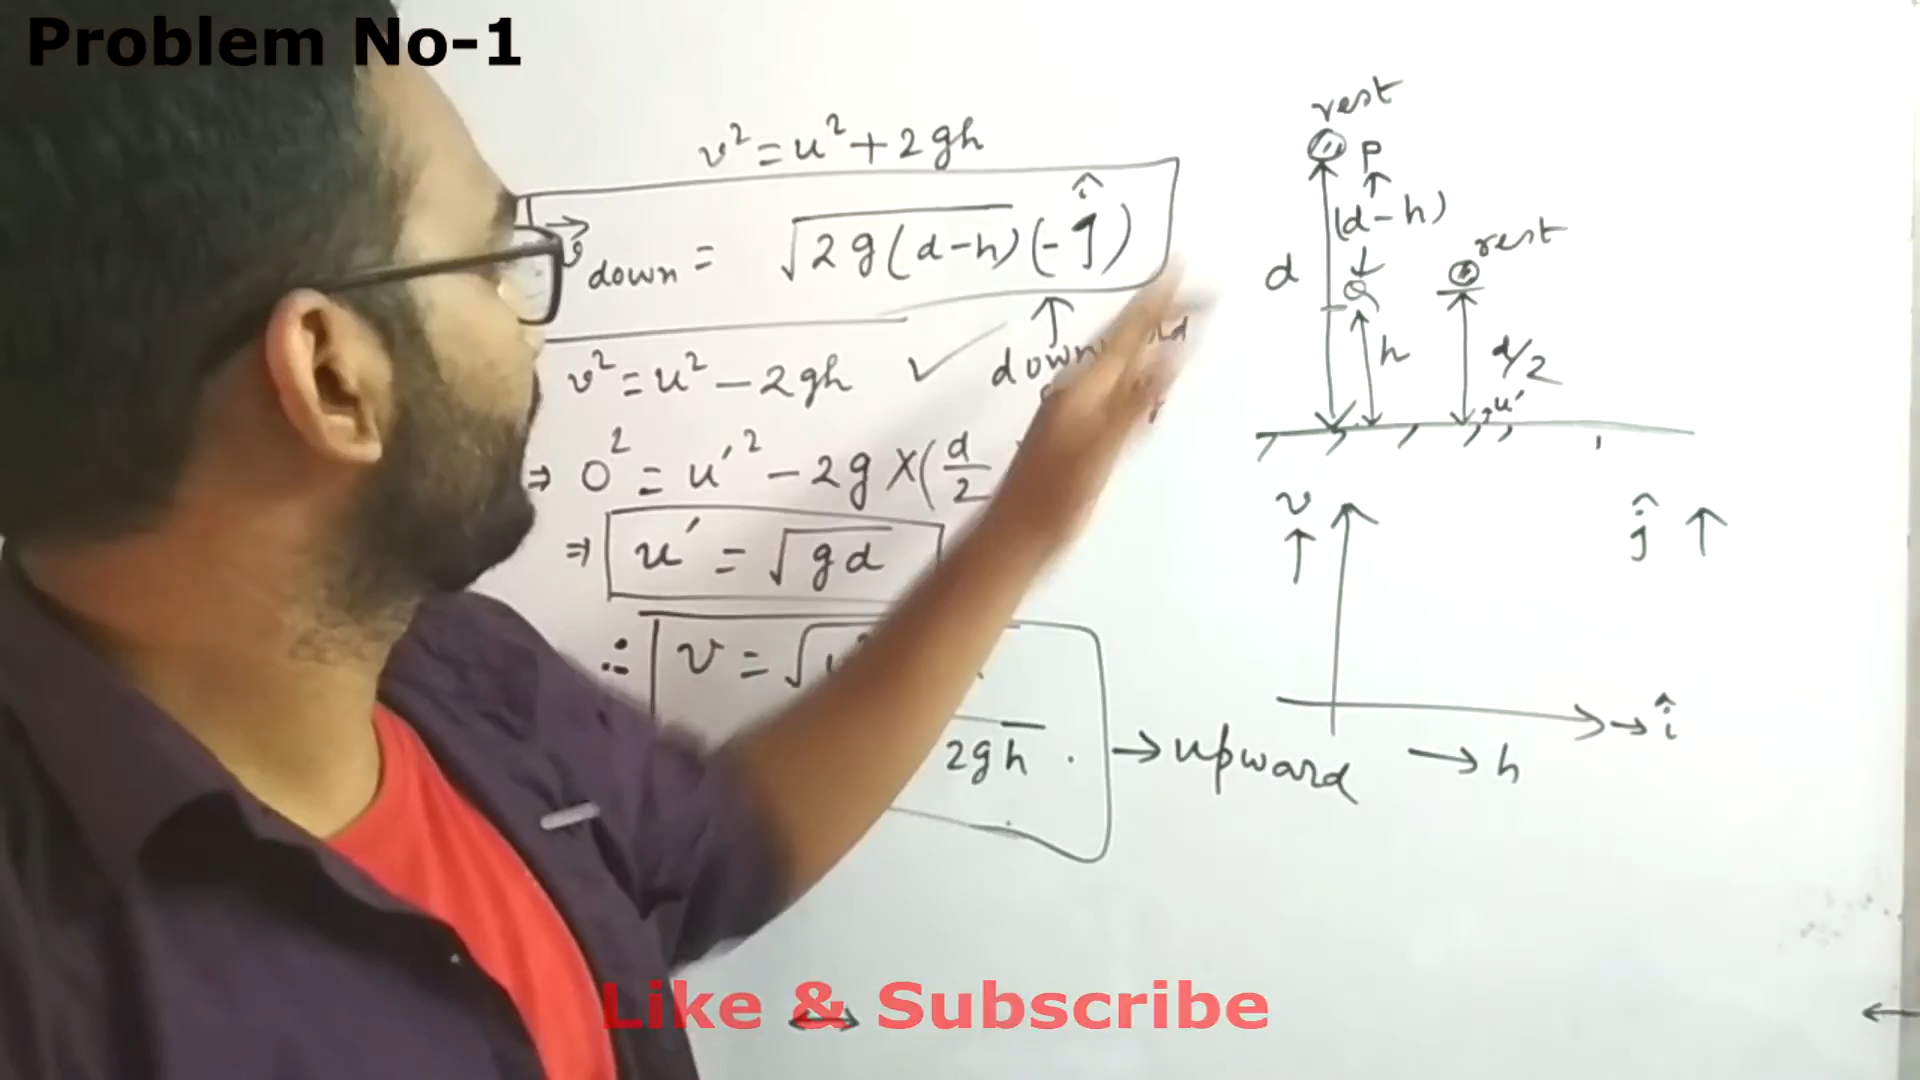 Problem No-1
v² = u² + 2gh
v⃗ down = √2g(d-h) (-ĵ)
↑
v² = u² - 2gh ✓
⇒ 0² = u'² - 2g × (d/2
⇒ u' = √gd
∴ v = √
2gh . → upward
rest
P
↑
(d-h)
↓
d
Q
h
rest
d/2
u'
v
↑
ĵ ↑
→ î
→ h
Like & Subscribe